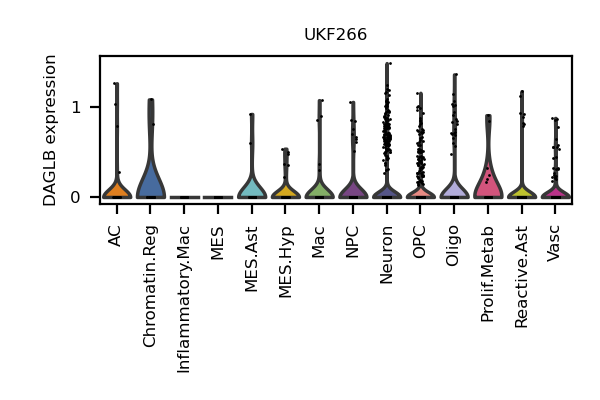 UKF266
DAGLB expression
1
0
AC
Chromatin.Reg
Inflammatory.Mac
MES
MES.Ast
MES.Hyp
Mac
NPC
Neuron
OPC
Oligo
Prolif.Metab
Reactive.Ast
Vasc